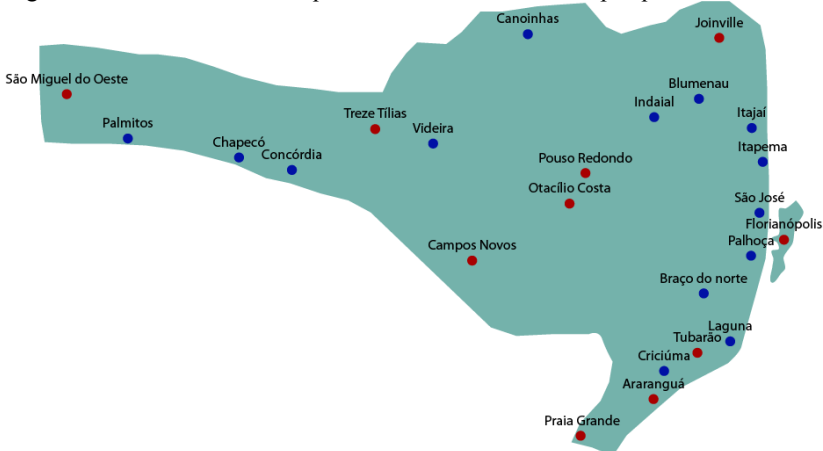 Canoinhas
Joinville
São Miguel do Oeste
Blumenau
Indaial
Treze Tílias
Itajaí
Palmitos
Videira
Chapecó
Itapema
Concórdia
Pouso Redondo
Otacílio Costa
São José
Florianópolis
Palhoça
Campos Novos
Braço do norte
Laguna
Tubarão
Criciúma
Araranguá
Praia Grande